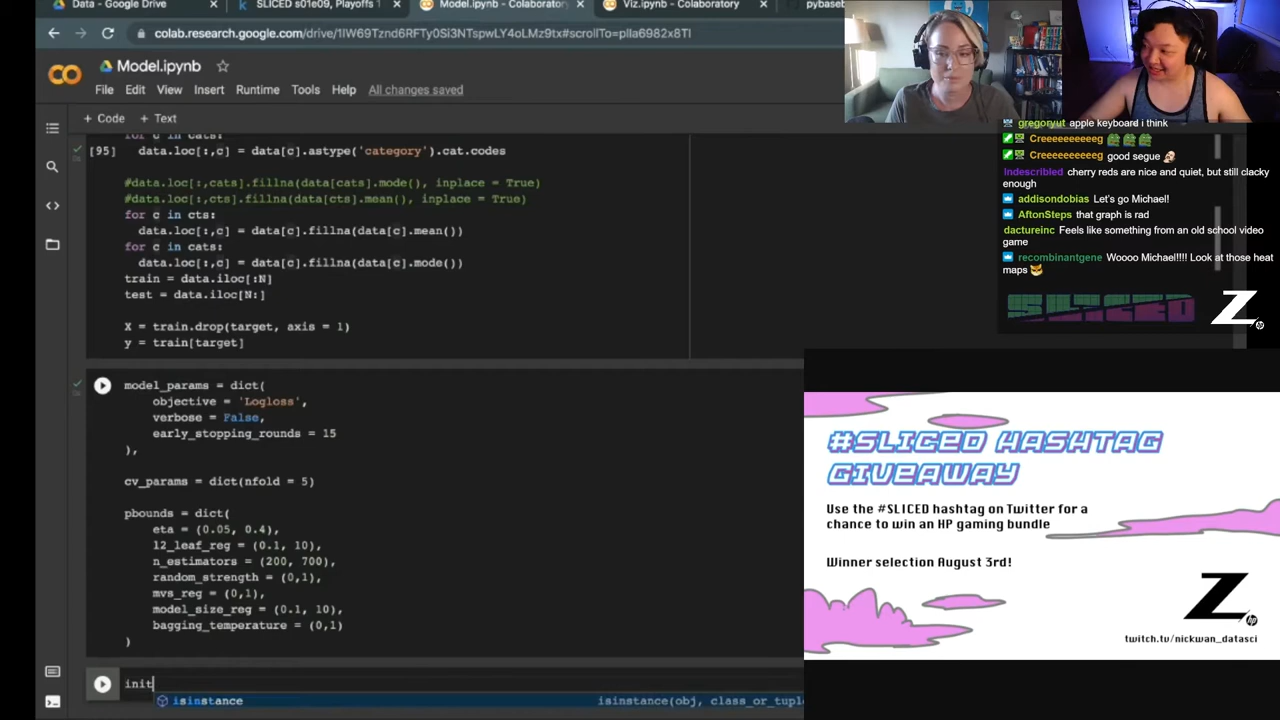 Data - Google Drive
SLICED s01e09, Playoffs 1
Model.ipynb - Colaboratory
Viz.ipynb - Colaboratory
pybaseb
colab.research.google.com/drive/
Model.ipynb
File Edit View Insert Runtime Tools Help All changes saved
+ Code + Text
for c in cats:
[95] data.loc[:,c] = data[c].astype('category').cat.codes
#data.loc[:,cats].fillna(data[cats].mode(), inplace = True)
#data.loc[:,cts].fillna(data[cts].mean(), inplace = True)
for c in cts:
data.loc[:,c] = data[c].fillna(data[c].mean())
for c in cats:
data.loc[:,c] = data[c].fillna(data[c].mode())
train = data.iloc[:N]
test = data.iloc[N:]
X = train.drop(target, axis = 1)
y = train[target]
model_params = dict(
objective = 'Logloss',
verbose = False,
early_stopping_rounds = 15
),
cv_params = dict(nfold = 5)
pbounds = dict(
eta = (0.05, 0.4),
l2_leaf_reg = (0.1, 10),
n_estimators = (200, 700),
random_strength = (0,1),
mvs_reg = (0,1),
model_size_reg = (0.1, 10),
bagging_temperature = (0,1)
)
init
isinstance isinstance(obj, class_or_tuple
gregoryut apple keyboard i think
Creeeeeeeeeg
Creeeeeeeeeg good segue
Indescribled cherry reds are nice and quiet, but still clacky
enough
addisondobias Let's go Michael!
AftonSteps that graph is rad
dactureinc Feels like something from an old school video
game
recombinantgene Woooo Michael!!!! Look at those heat
maps
SLICED
#SLICED HASHTAG
GIVEAWAY
Use the #SLICED hashtag on Twitter for a
chance to win an HP gaming bundle
Winner selection August 3rd!
twitch.tv/nickwan_datasci